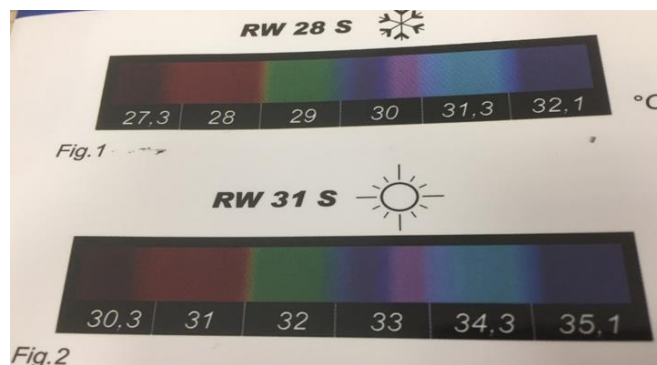 RW 28 S
27,3 28 29 30 31,3 32,1 °C
Fig.1
RW 31 S
30,3 31 32 33 34,3 35,1
Fig.2